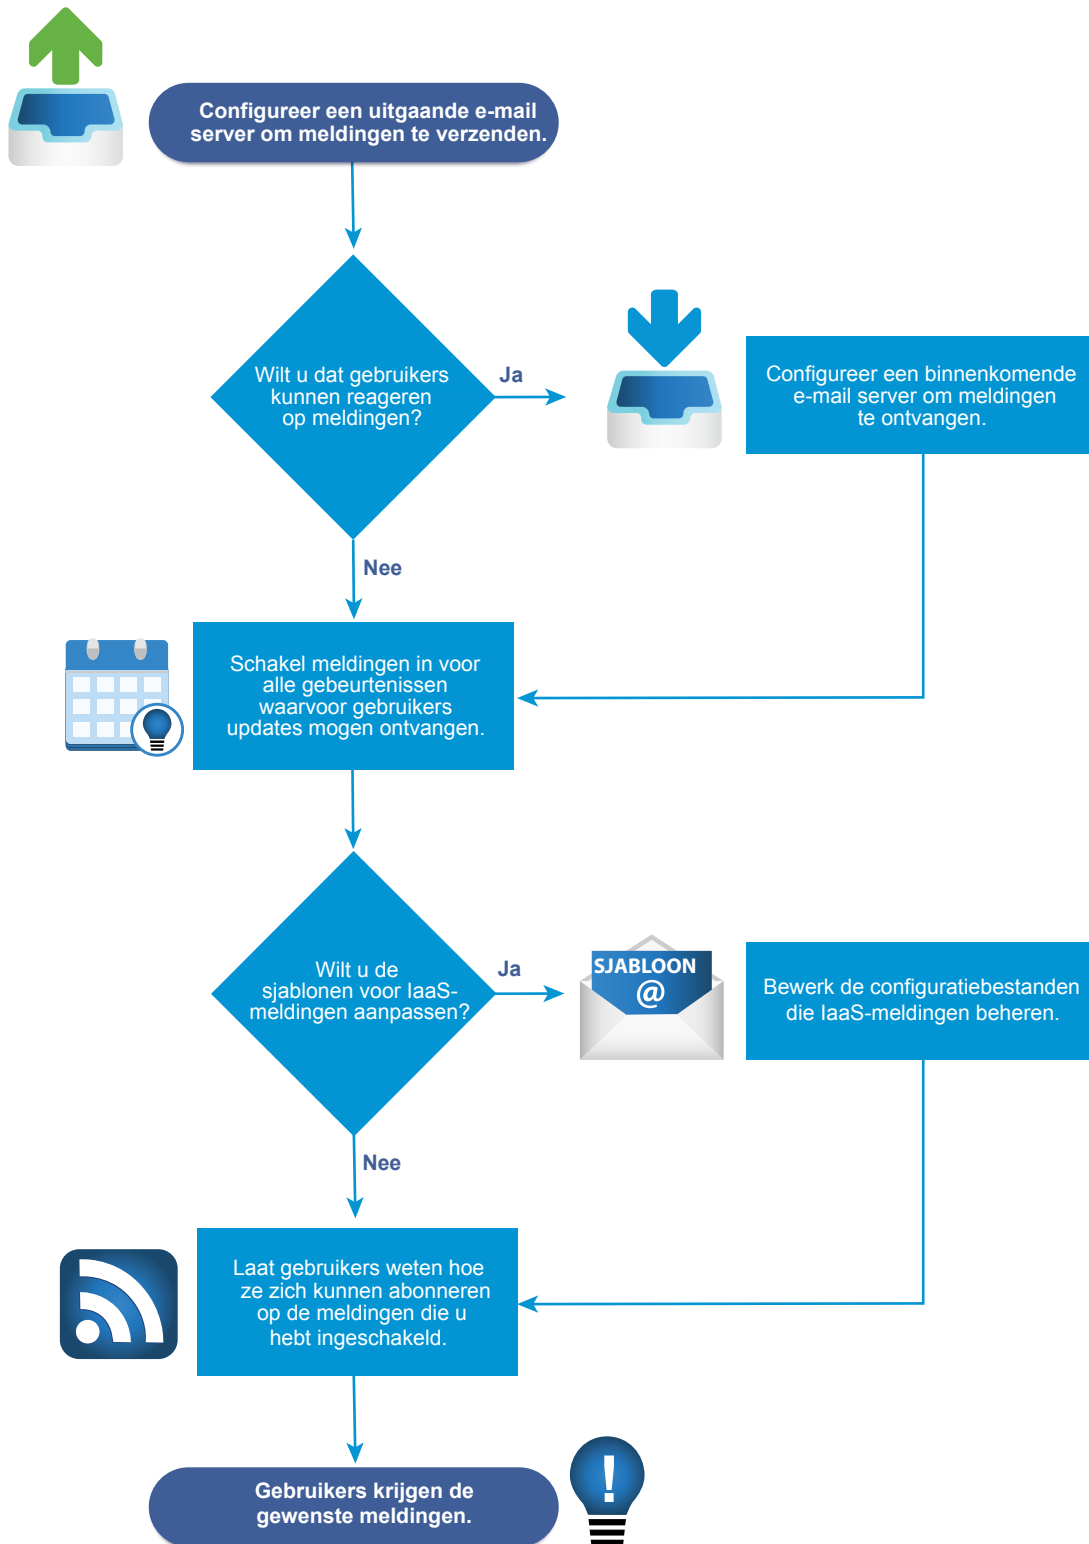 Configureer een uitgaande e-mail
server om meldingen te verzenden.
Wilt u dat gebruikers
kunnen reageren
op meldingen?
Ja
Configureer een binnenkomende
e-mail server om meldingen
te ontvangen.
Nee
Schakel meldingen in voor
alle gebeurtenissen
waarvoor gebruikers
updates mogen ontvangen.
Wilt u de
sjablonen voor IaaS-
meldingen aanpassen?
Ja
SJABLOON
@
Bewerk de configuratiebestanden
die IaaS-meldingen beheren.
Nee
Laat gebruikers weten hoe
ze zich kunnen abonneren
op de meldingen die u
hebt ingeschakeld.
Gebruikers krijgen de
gewenste meldingen.
!